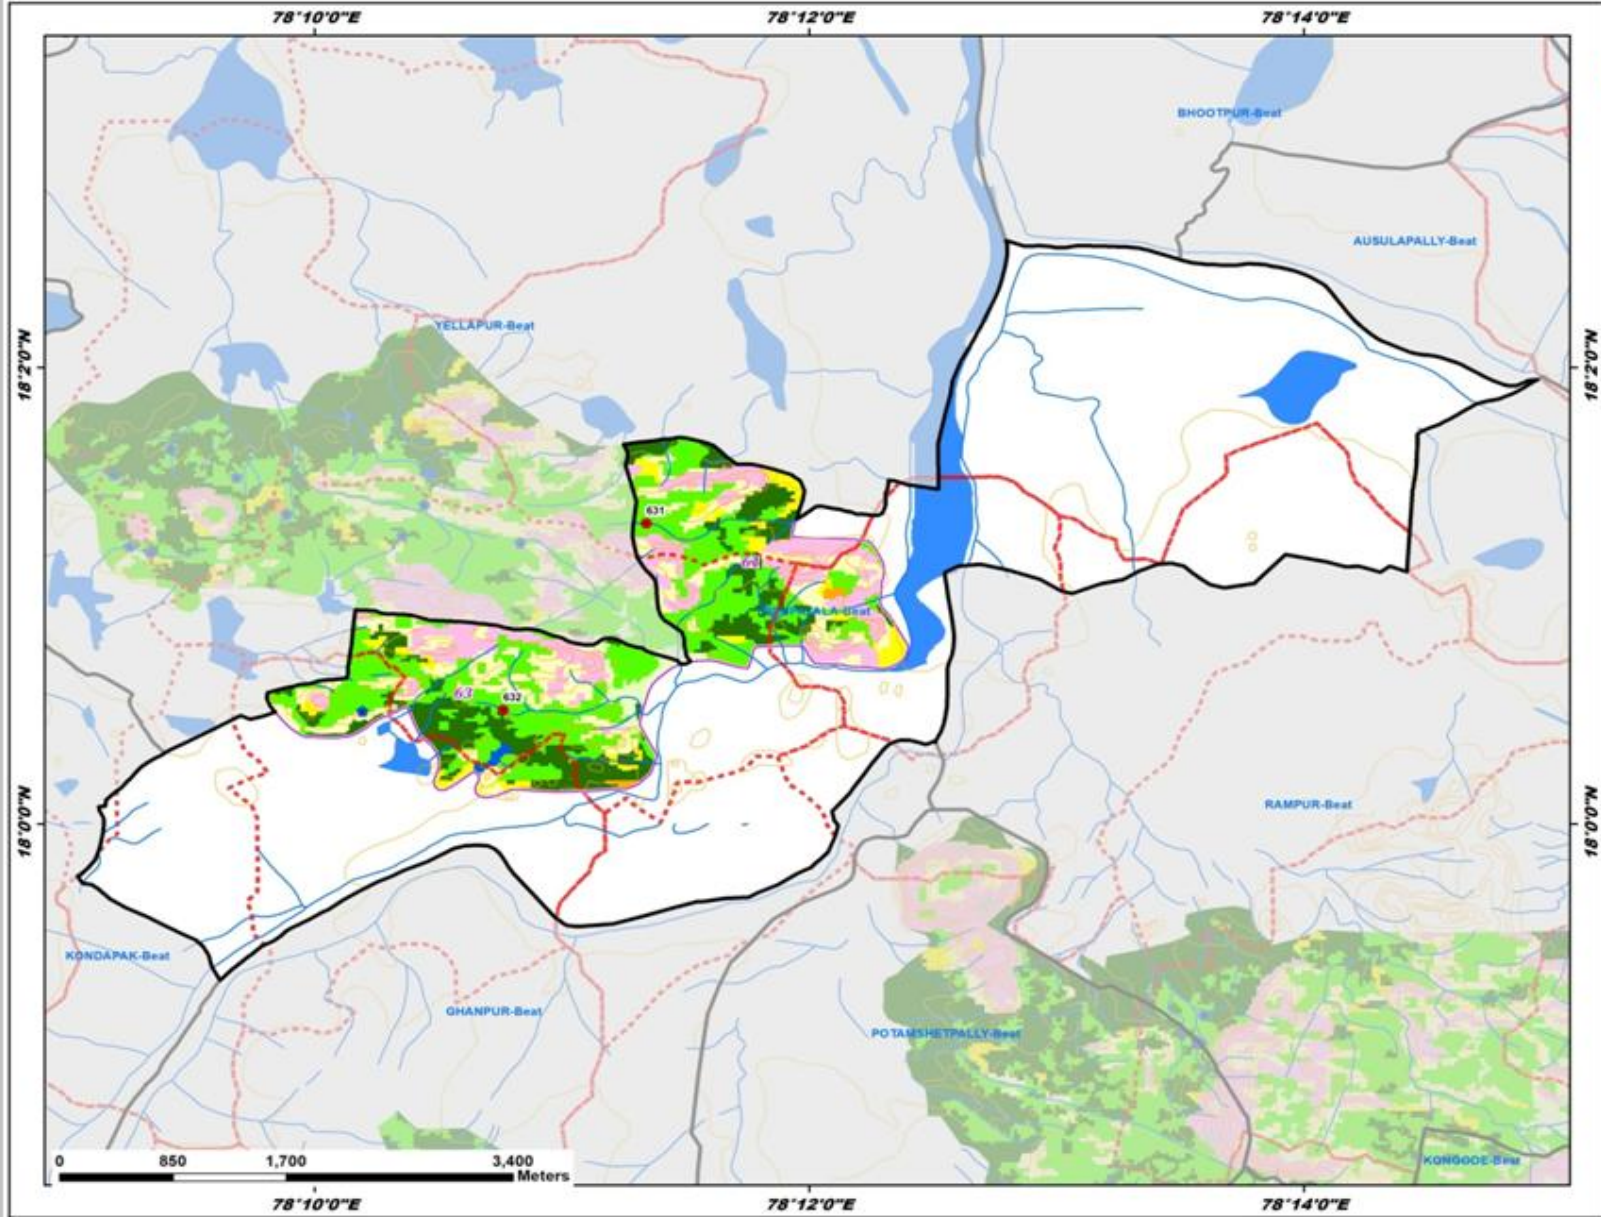 78°10'0"E
78°12'0"E
78°14'0"E
BHOOTPUR-Beat
AUSULAPALLY-Beat
YELLAPUR-Beat
18°2'0"N
18°2'0"N
631
63
632
RAMPUR-Beat
18°0'0"N
18°0'0"N
KONDAPAK-Beat
GHANPUR-Beat
POTAMSHETPALLY-Beat
KONGODE-Beat
0 850 1,700 3,400
Meters
78°10'0"E
78°12'0"E
78°14'0"E